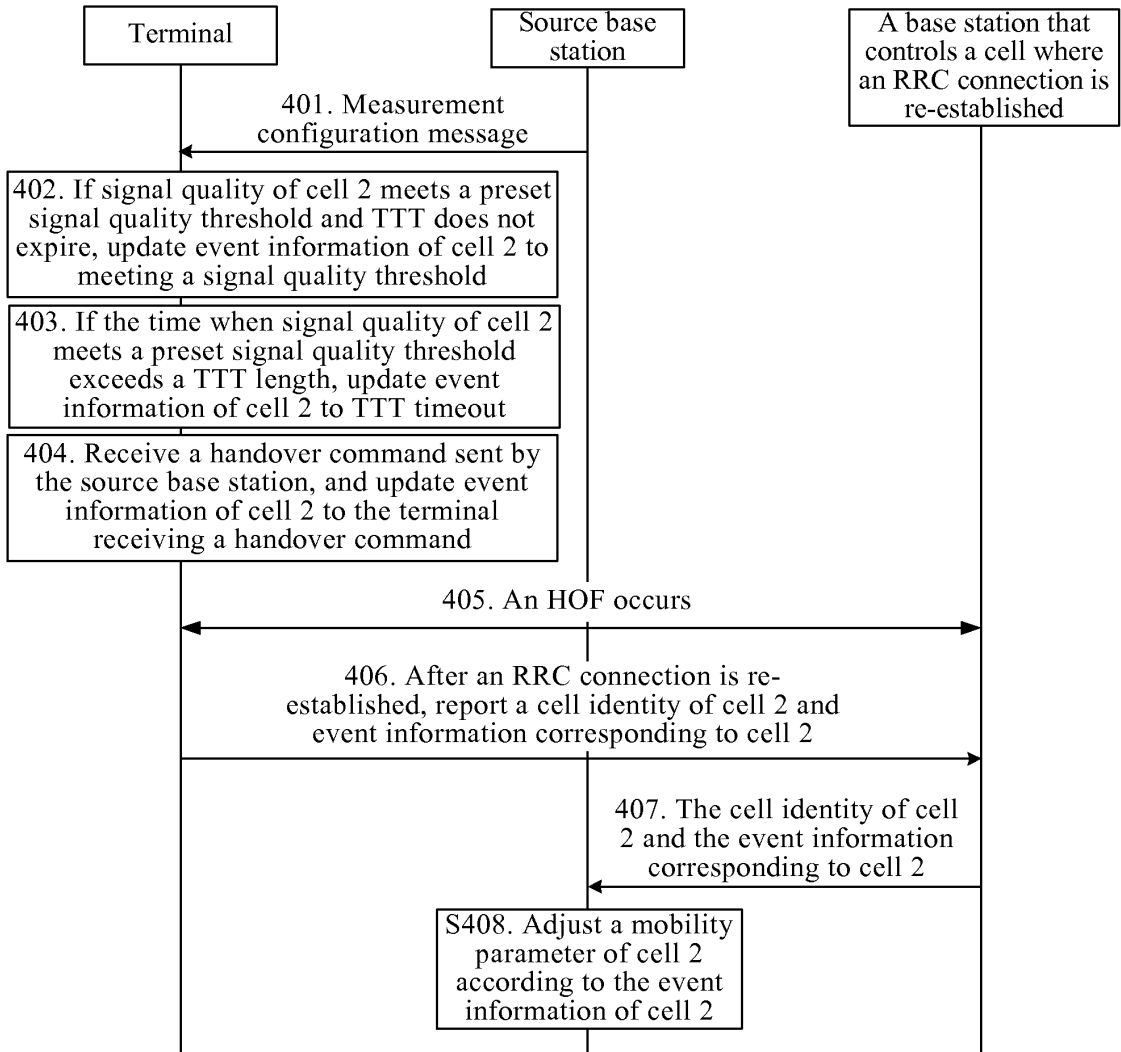 Terminal
Source base
station
A base station that
controls a cell where
an RRC connection is
re-established
401. Measurement
configuration message
402. If signal quality of cell 2 meets a preset
signal quality threshold and TTT does not
expire, update event information of cell 2 to
meeting a signal quality threshold
403. If the time when signal quality of cell 2
meets a preset signal quality threshold
exceeds a TTT length, update event
information of cell 2 to TTT timeout
404. Receive a handover command sent by
the source base station, and update event
information of cell 2 to the terminal
receiving a handover command
405. An HOF occurs
406. After an RRC connection is re-
established, report a cell identity of cell 2 and
event information corresponding to cell 2
407. The cell identity of cell
2 and the event information
corresponding to cell 2
S408. Adjust a mobility
parameter of cell 2
according to the event
information of cell 2